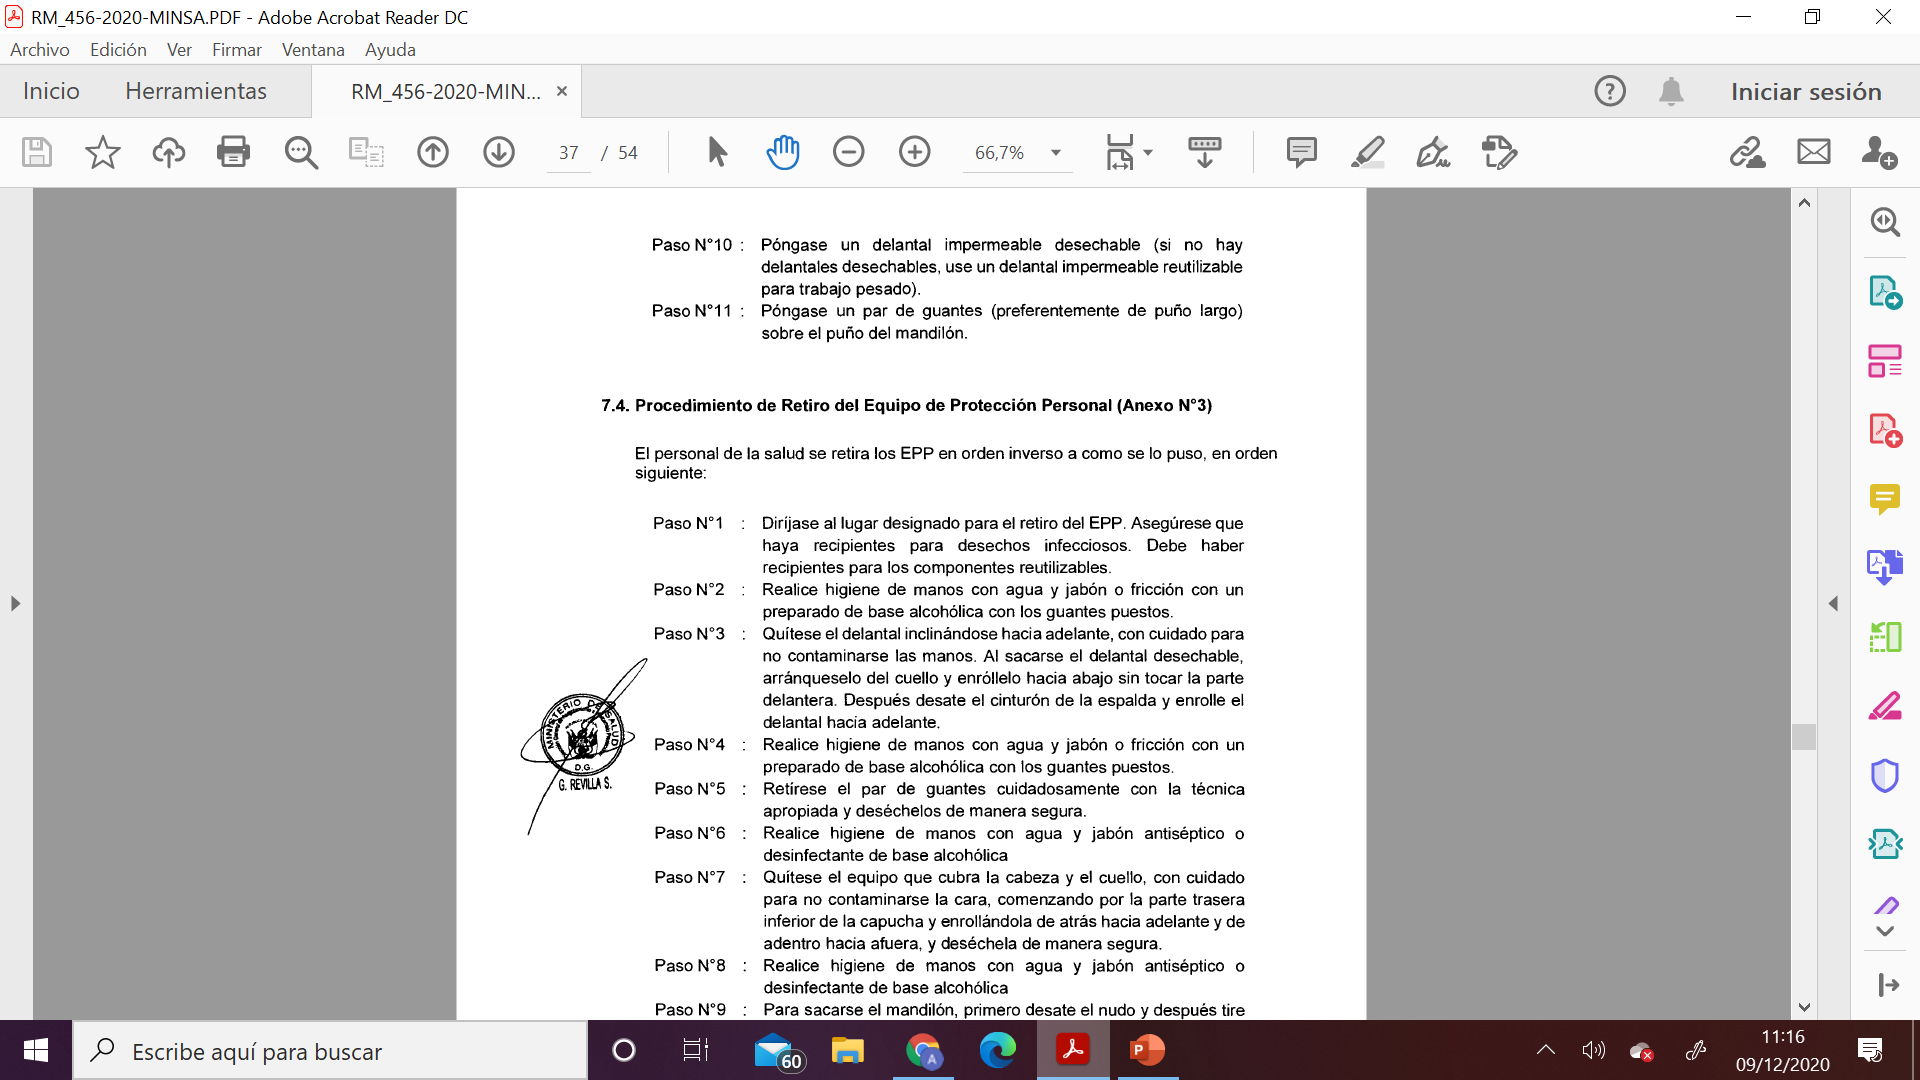 RM_456-2020-MINSA.PDF - Adobe Acrobat Reader DC
Archivo Edición Ver Firmar Ventana Ayuda
Inicio Herramientas RM_456-2020-MIN... × Iniciar sesión
37 / 54 66,7%
Paso N°10 : Póngase un delantal impermeable desechable (si no hay
delantales desechables, use un delantal impermeable reutilizable
para trabajo pesado).
Paso N°11 : Póngase un par de guantes (preferentemente de puño largo)
sobre el puño del mandilón.
7.4. Procedimiento de Retiro del Equipo de Protección Personal (Anexo N°3)
El personal de la salud se retira los EPP en orden inverso a como se lo puso, en orden
siguiente:
Paso N°1 : Diríjase al lugar designado para el retiro del EPP. Asegúrese que
haya recipientes para desechos infecciosos. Debe haber
recipientes para los componentes reutilizables.
Paso N°2 : Realice higiene de manos con agua y jabón o fricción con un
preparado de base alcohólica con los guantes puestos.
Paso N°3 : Quítese el delantal inclinándose hacia adelante, con cuidado para
no contaminarse las manos. Al sacarse el delantal desechable,
arránqueselo del cuello y enróllelo hacia abajo sin tocar la parte
delantera. Después desate el cinturón de la espalda y enrolle el
delantal hacia adelante.
Paso N°4 : Realice higiene de manos con agua y jabón o fricción con un
preparado de base alcohólica con los guantes puestos.
Paso N°5 : Retírese el par de guantes cuidadosamente con la técnica
apropiada y deséchelos de manera segura.
Paso N°6 : Realice higiene de manos con agua y jabón antiséptico o
desinfectante de base alcohólica
Paso N°7 : Quítese el equipo que cubra la cabeza y el cuello, con cuidado
para no contaminarse la cara, comenzando por la parte trasera
inferior de la capucha y enrollándola de atrás hacia adelante y de
adentro hacia afuera, y deséchela de manera segura.
Paso N°8 : Realice higiene de manos con agua y jabón antiséptico o
desinfectante de base alcohólica
Paso N°9 : Para sacarse el mandilón, primero desate el nudo y después tire
MINISTERIO DE SALUD
D.G.
G. REVILLA S.
Escribe aquí para buscar
60
A
P
11:16
09/12/2020